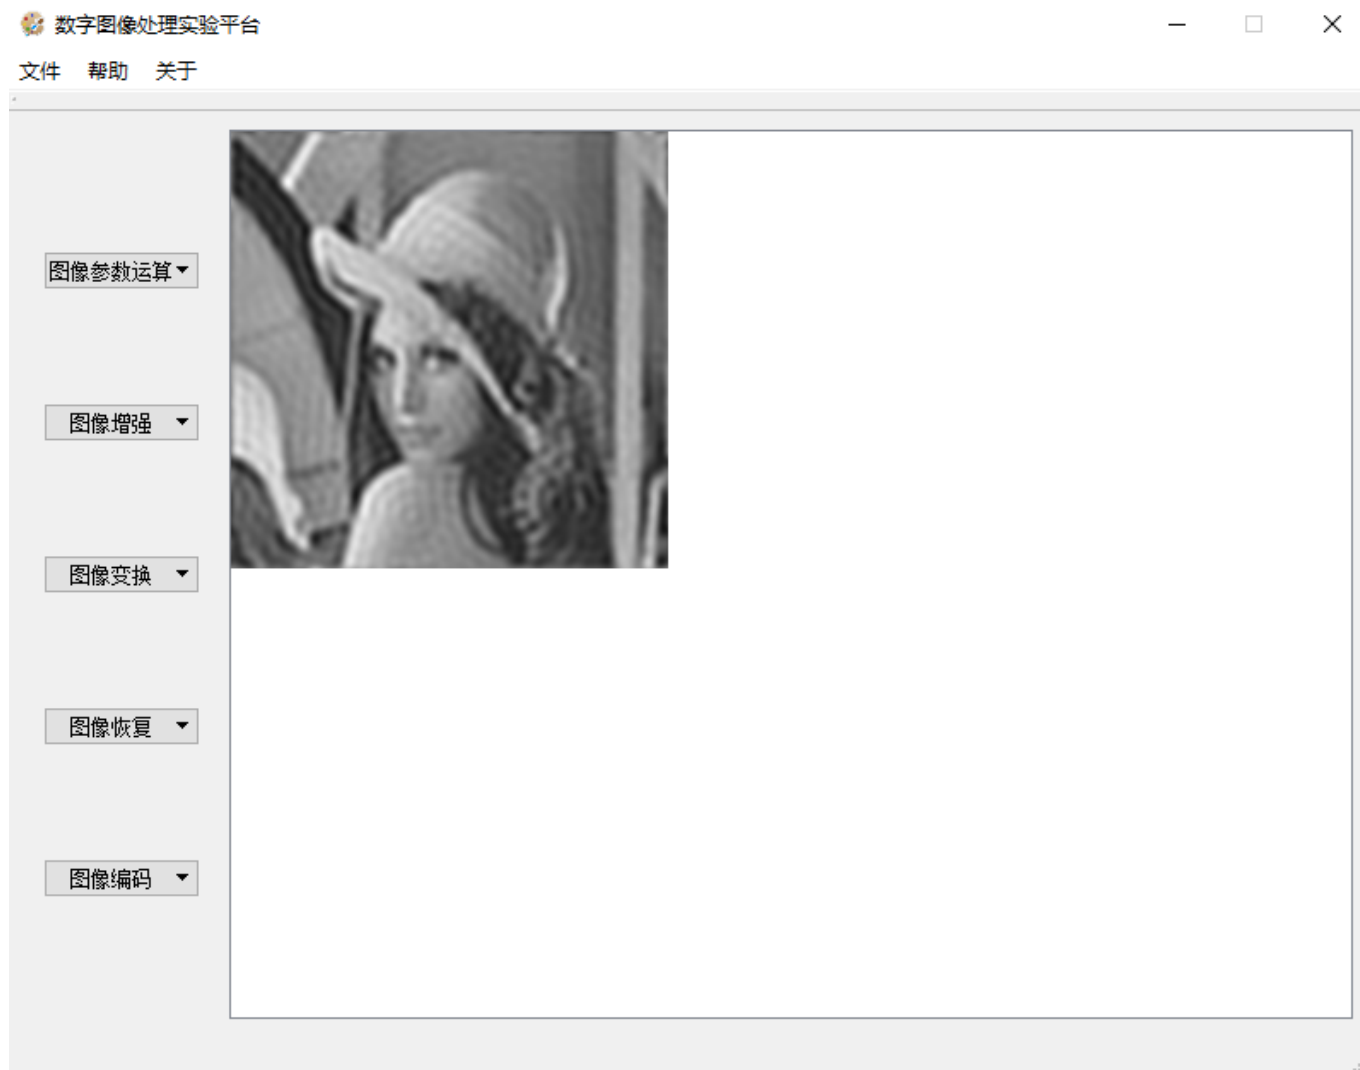 数字图像处理实验平台
文件 帮助 关于
图像参数运算
图像增强
图像变换
图像恢复
图像编码